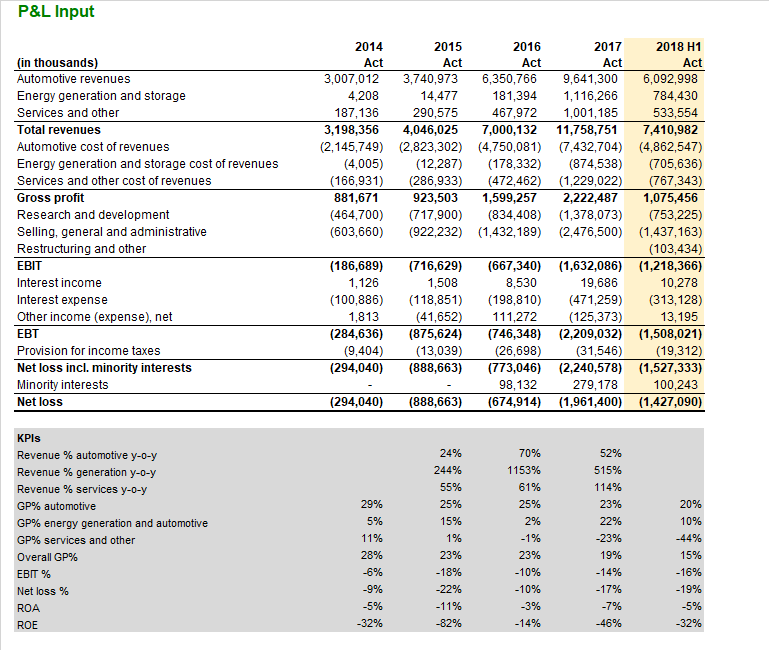 P&L Input
2014 2015 2016 2017 2018 H1
(in thousands) Act Act Act Act Act
Automotive revenues 3,007,012 3,740,973 6,350,766 9,641,300 6,092,998
Energy generation and storage 4,208 14,477 181,394 1,116,266 784,430
Services and other 187,136 290,575 467,972 1,001,185 533,554
Total revenues 3,198,356 4,046,025 7,000,132 11,758,751 7,410,982
Automotive cost of revenues (2,145,749) (2,823,302) (4,750,081) (7,432,704) (4,862,547)
Energy generation and storage cost of revenues (4,005) (12,287) (178,332) (874,538) (705,636)
Services and other cost of revenues (166,931) (286,933) (472,462) (1,229,022) (767,343)
Gross profit 881,671 923,503 1,599,257 2,222,487 1,075,456
Research and development (464,700) (717,900) (834,408) (1,378,073) (753,225)
Selling, general and administrative (603,660) (922,232) (1,432,189) (2,476,500) (1,437,163)
Restructuring and other (103,434)
EBIT (186,689) (716,629) (667,340) (1,632,086) (1,218,366)
Interest income 1,126 1,508 8,530 19,686 10,278
Interest expense (100,886) (118,851) (198,810) (471,259) (313,128)
Other income (expense), net 1,813 (41,652) 111,272 (125,373) 13,195
EBT (284,636) (875,624) (746,348) (2,209,032) (1,508,021)
Provision for income taxes (9,404) (13,039) (26,698) (31,546) (19,312)
Net loss incl. minority interests (294,040) (888,663) (773,046) (2,240,578) (1,527,333)
Minority interests - - 98,132 279,178 100,243
Net loss (294,040) (888,663) (674,914) (1,961,400) (1,427,090)
KPIs
Revenue % automotive y-o-y 24% 70% 52%
Revenue % generation y-o-y 244% 1153% 515%
Revenue % services y-o-y 55% 61% 114%
GP% automotive 29% 25% 25% 23% 20%
GP% energy generation and automotive 5% 15% 2% 22% 10%
GP% services and other 11% 1% -1% -23% -44%
Overall GP% 28% 23% 23% 19% 15%
EBIT % -6% -18% -10% -14% -16%
Net loss % -9% -22% -10% -17% -19%
ROA -5% -11% -3% -7% -5%
ROE -32% -82% -14% -46% -32%